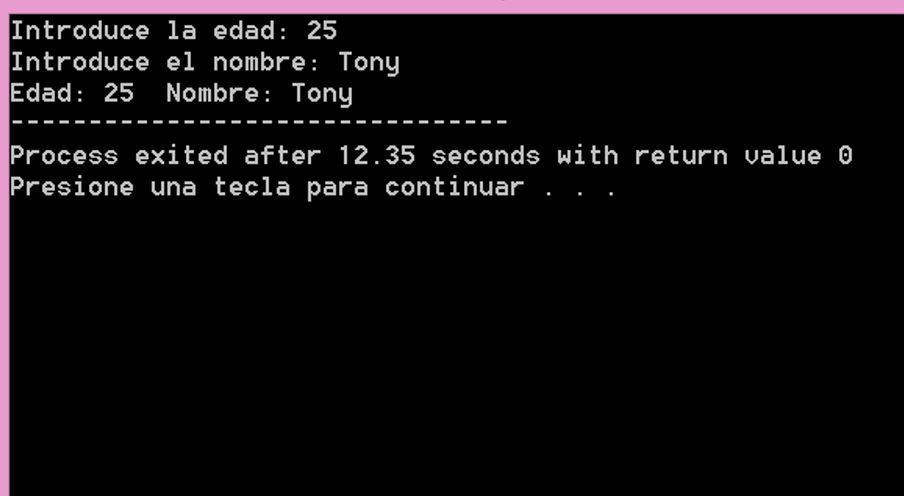 Introduce la edad: 25
Introduce el nombre: Tony
Edad: 25  Nombre: Tony
--------------------------------
Process exited after 12.35 seconds with return value 0
Presione una tecla para continuar . . .